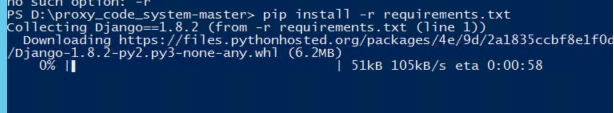 no such option: -r
PS D:\proxy_code_system-master> pip install -r requirements.txt
Collecting Django==1.8.2 (from -r requirements.txt (line 1))
Downloading https://files.pythonhosted.org/packages/4e/9d/2a1835ccbf8e1f0d
/Django-1.8.2-py2.py3-none-any.whl (6.2MB)
0% |▌ | 51kB 105kB/s eta 0:00:58